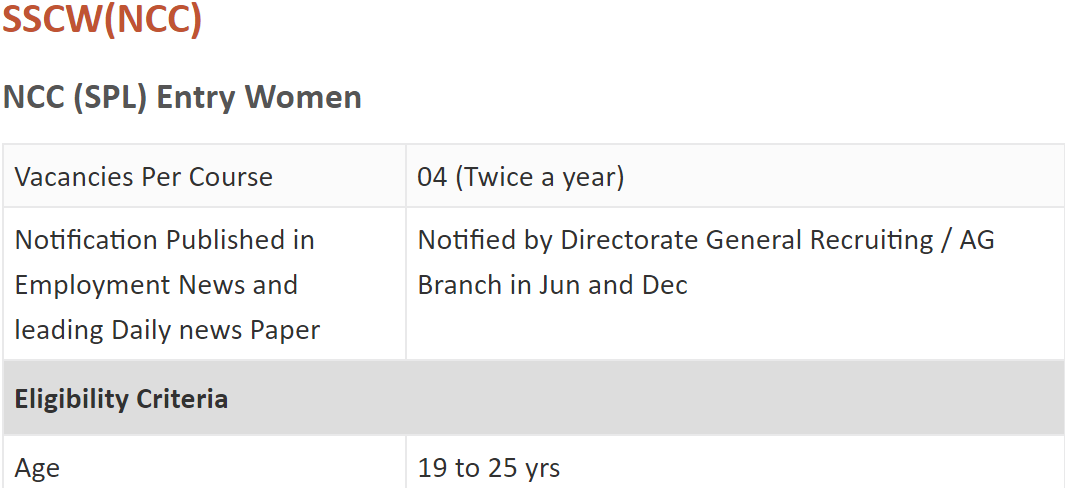 SSCW(NCC)
NCC (SPL) Entry Women
Vacancies Per Course
04 (Twice a year)
Notification Published in
Employment News and
leading Daily news Paper
Notified by Directorate General Recruiting / AG
Branch in Jun and Dec
Eligibility Criteria
Age
19 to 25 yrs